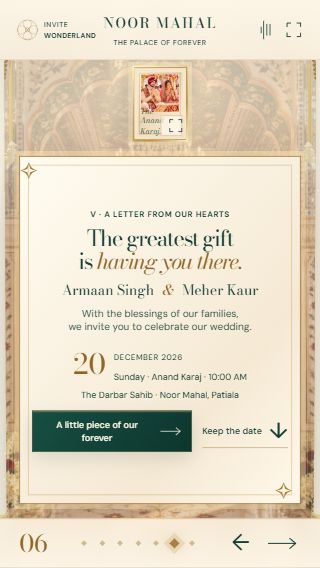 INVITE
WONDERLAND
NOOR MAHAL
THE PALACE OF FOREVER
Anand
Karaj
V · A LETTER FROM OUR HEARTS
The greatest gift
is having you there.
Armaan Singh & Meher Kaur
With the blessings of our families,
we invite you to celebrate our wedding.
20 DECEMBER 2026
Sunday · Anand Karaj · 10:00 AM
The Darbar Sahib · Noor Mahal, Patiala
A little piece of our
forever
Keep the date
06